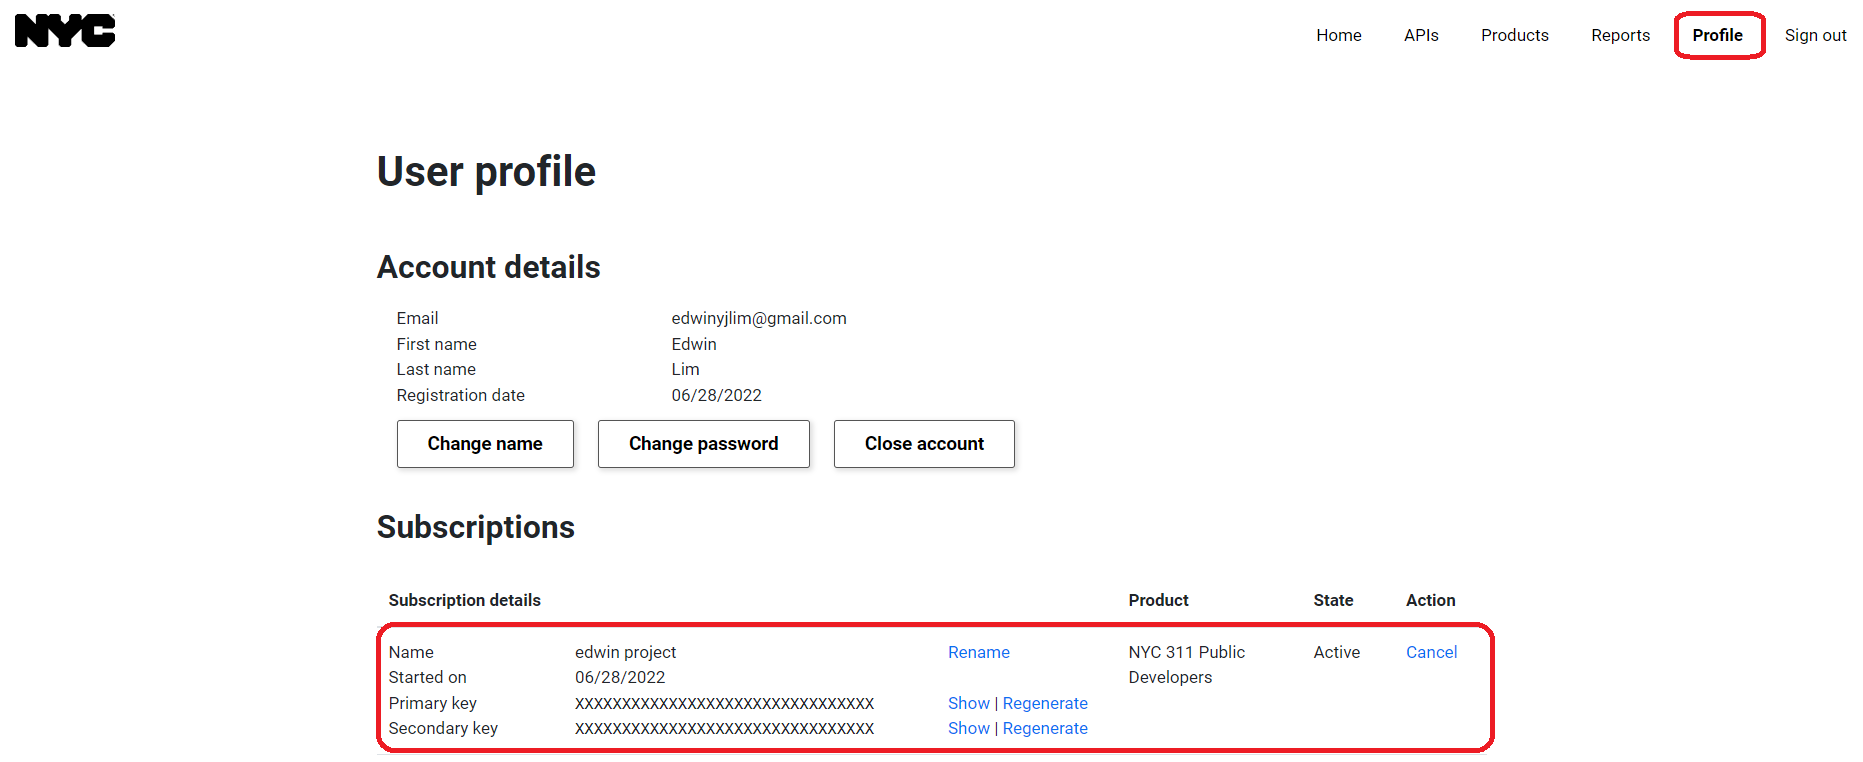 NYC
Home APIs Products Reports Profile Sign out
User profile
Account details
Email edwinyjlim@gmail.com
First name Edwin
Last name Lim
Registration date 06/28/2022
Change name Change password Close account
Subscriptions
Subscription details Product State Action
Name edwin project Rename NYC 311 Public Active Cancel
Started on 06/28/2022 Developers
Primary key XXXXXXXXXXXXXXXXXXXXXXXXXXXXXXXX Show | Regenerate
Secondary key XXXXXXXXXXXXXXXXXXXXXXXXXXXXXXXX Show | Regenerate